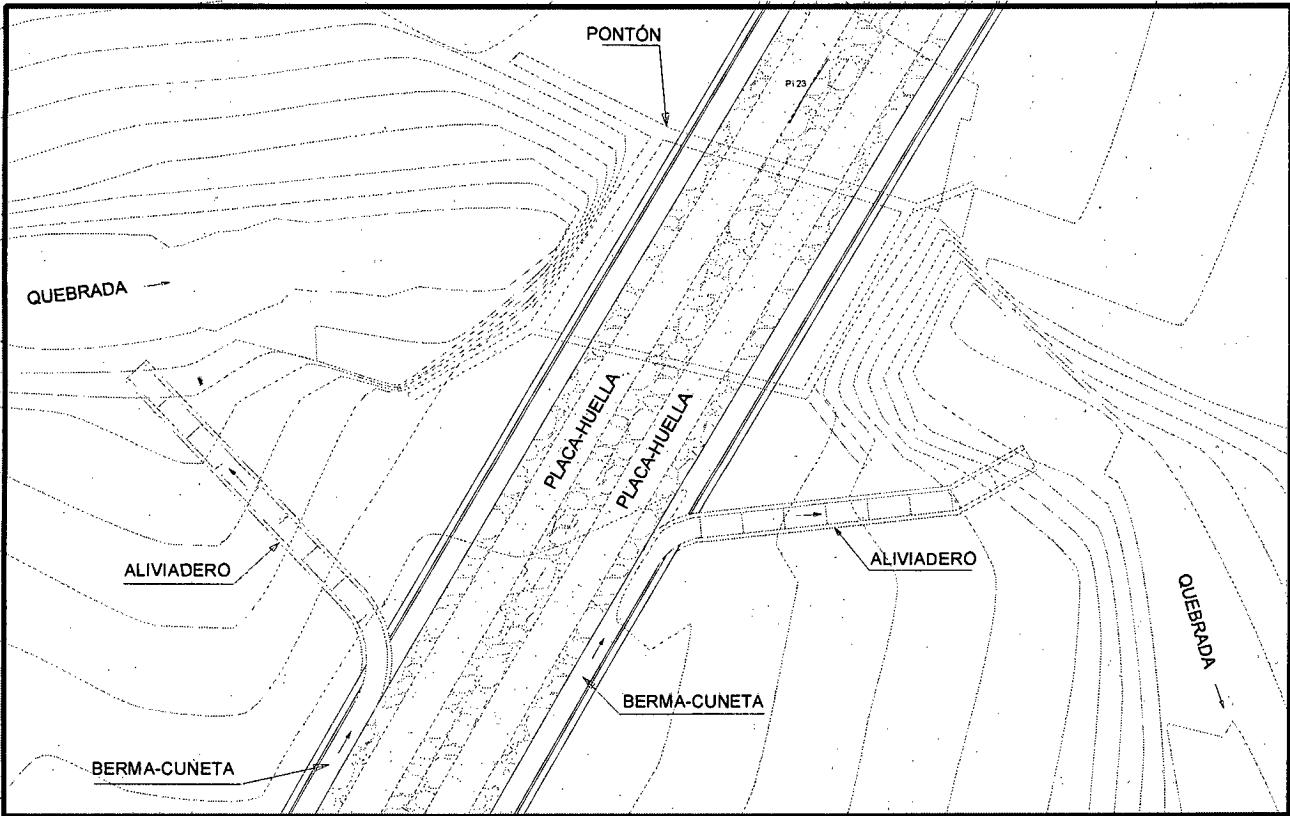 PONTÓN
PI 23
QUEBRADA
PLACA-HUELLA
PLACA-HUELLA
ALIVIADERO
ALIVIADERO
QUEBRADA
BERMA-CUNETA
BERMA-CUNETA